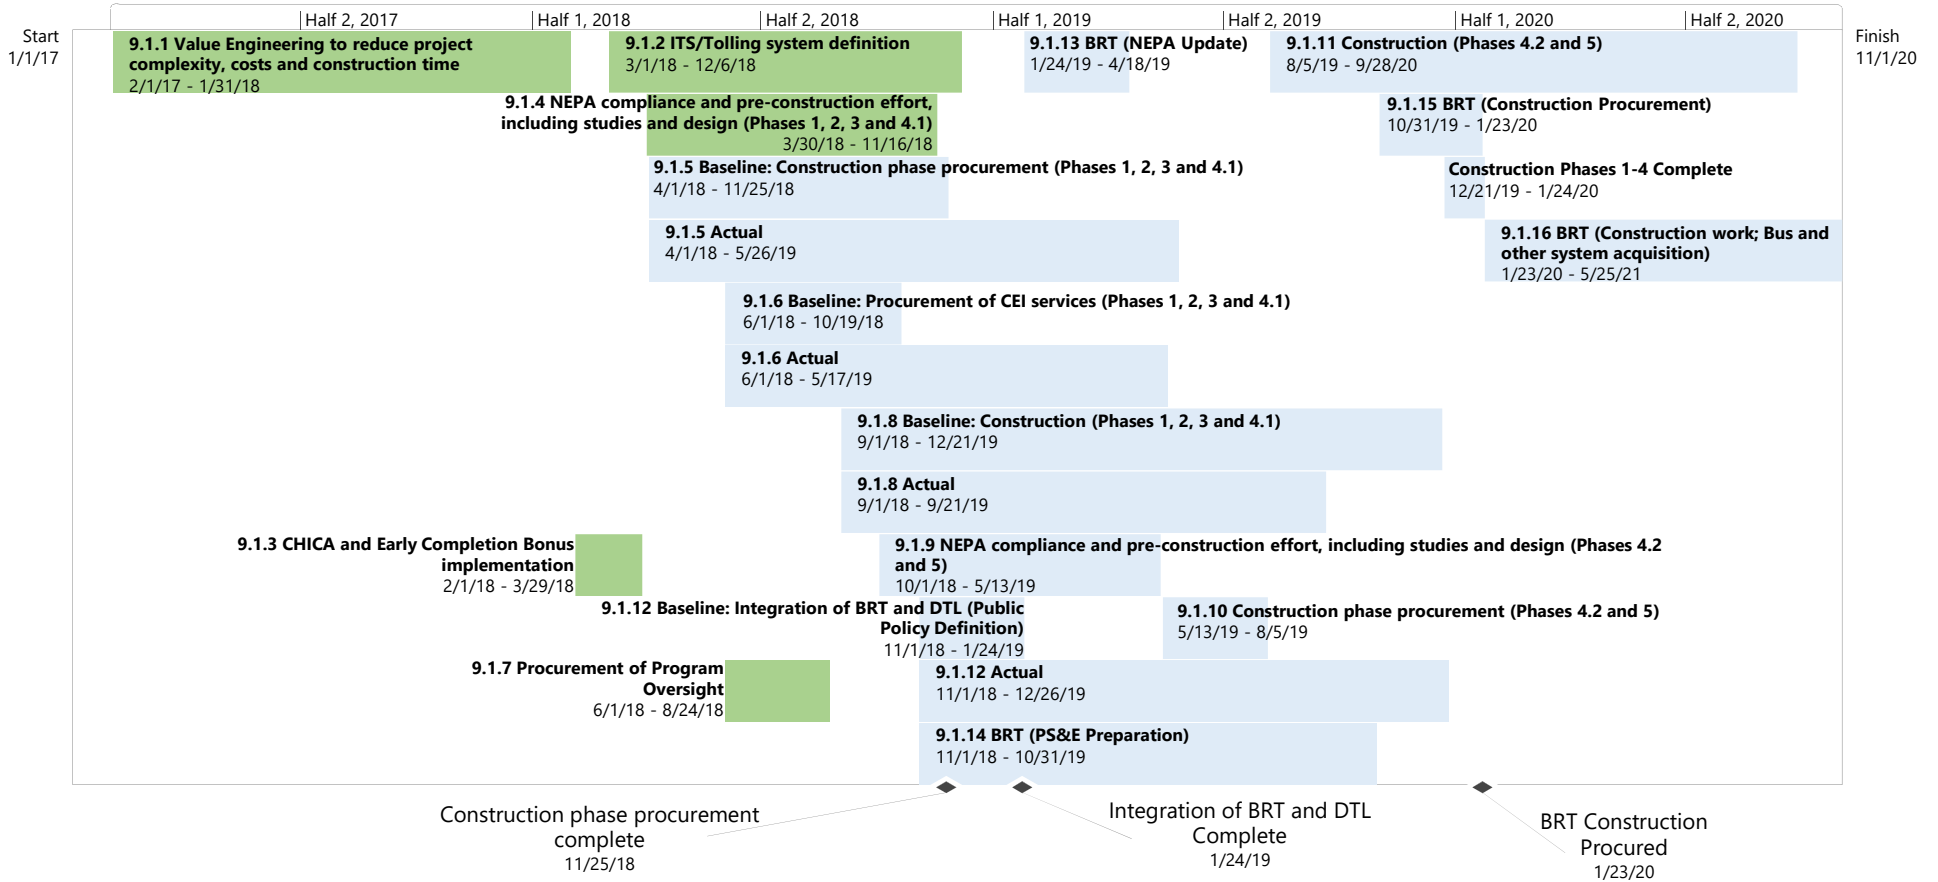 Half 2, 2017
Half 1, 2018
Half 2, 2018
Half 1, 2019
Half 2, 2019
Half 1, 2020
Half 2, 2020
Start
1/1/17
Finish
11/1/20
9.1.1 Value Engineering to reduce project
complexity, costs and construction time
2/1/17 - 1/31/18
9.1.2 ITS/Tolling system definition
3/1/18 - 12/6/18
9.1.13 BRT (NEPA Update)
1/24/19 - 4/18/19
9.1.11 Construction (Phases 4.2 and 5)
8/5/19 - 9/28/20
9.1.4 NEPA compliance and pre-construction effort,
including studies and design (Phases 1, 2, 3 and 4.1)
3/30/18 - 11/16/18
9.1.15 BRT (Construction Procurement)
10/31/19 - 1/23/20
9.1.5 Baseline: Construction phase procurement (Phases 1, 2, 3 and 4.1)
4/1/18 - 11/25/18
Construction Phases 1-4 Complete
12/21/19 - 1/24/20
9.1.5 Actual
4/1/18 - 5/26/19
9.1.16 BRT (Construction work; Bus and
other system acquisition)
1/23/20 - 5/25/21
9.1.6 Baseline: Procurement of CEI services (Phases 1, 2, 3 and 4.1)
6/1/18 - 10/19/18
9.1.6 Actual
6/1/18 - 5/17/19
9.1.8 Baseline: Construction (Phases 1, 2, 3 and 4.1)
9/1/18 - 12/21/19
9.1.8 Actual
9/1/18 - 9/21/19
9.1.3 CHICA and Early Completion Bonus
implementation
2/1/18 - 3/29/18
9.1.9 NEPA compliance and pre-construction effort, including studies and design (Phases 4.2
and 5)
10/1/18 - 5/13/19
9.1.12 Baseline: Integration of BRT and DTL (Public
Policy Definition)
11/1/18 - 1/24/19
9.1.10 Construction phase procurement (Phases 4.2 and 5)
5/13/19 - 8/5/19
9.1.7 Procurement of Program
Oversight
6/1/18 - 8/24/18
9.1.12 Actual
11/1/18 - 12/26/19
9.1.14 BRT (PS&E Preparation)
11/1/18 - 10/31/19
Construction phase procurement
complete
11/25/18
Integration of BRT and DTL
Complete
1/24/19
BRT Construction
Procured
1/23/20